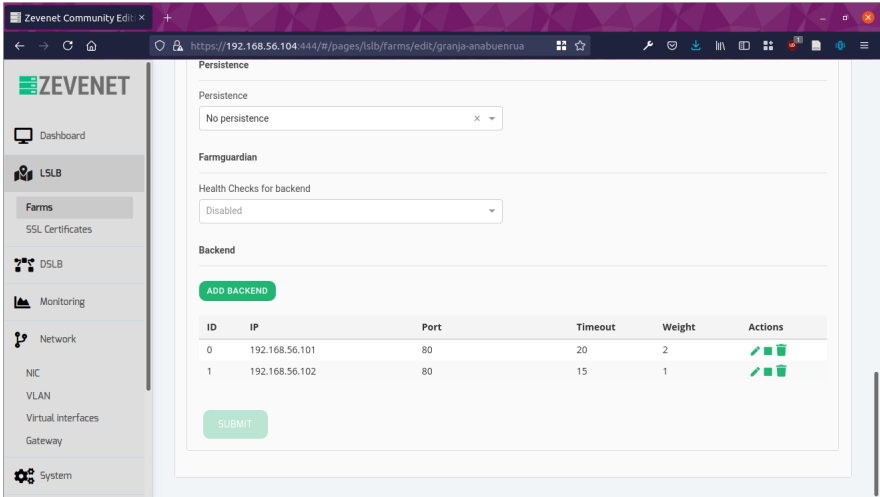 Zevenet Community Editi
https://192.168.56.104:444/#/pages/lslb/farms/edit/granja-anabuenrua
ZEVENET
Dashboard
LSLB
Farms
SSL Certificates
DSLB
Monitoring
Network
NIC
VLAN
Virtual interfaces
Gateway
System
Persistence
Persistence
No persistence
Farmguardian
Health Checks for backend
Disabled
Backend
ADD BACKEND
ID IP Port Timeout Weight Actions
0 192.168.56.101 80 20 2
1 192.168.56.102 80 15 1
SUBMIT